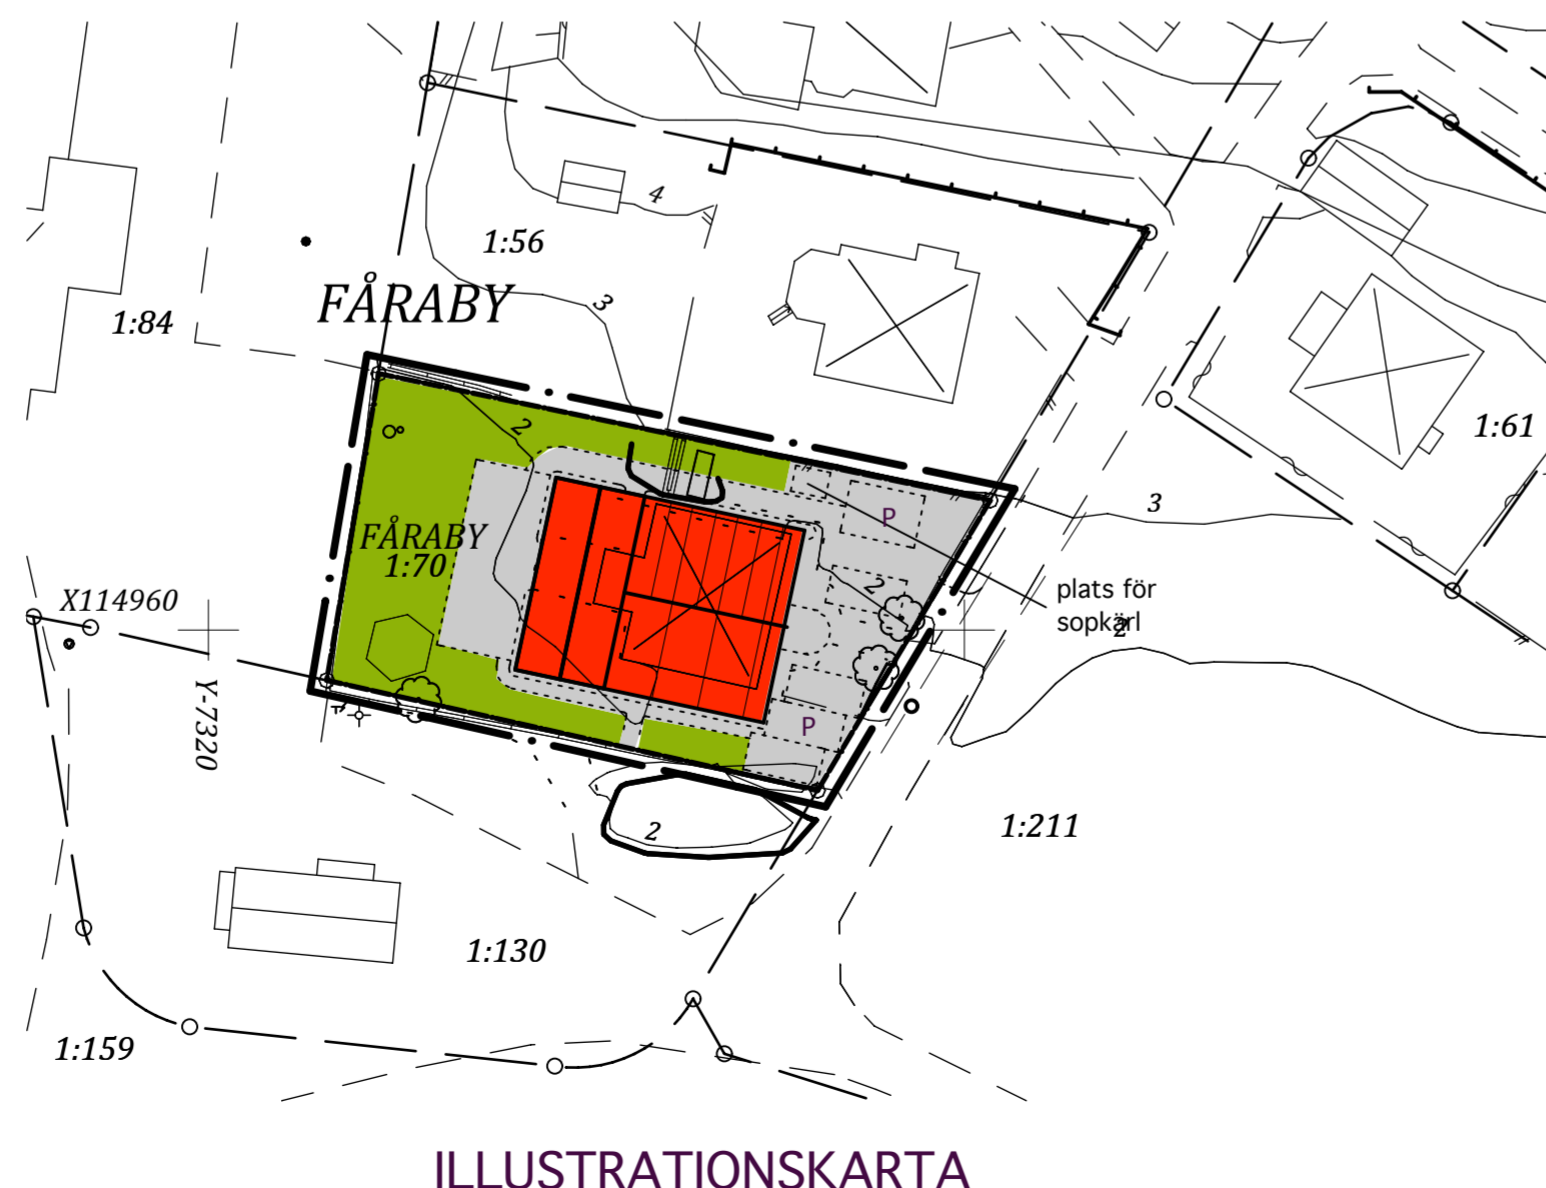 4
1:56
3
FÅRABY
1:84
1:61
2
3
P
FÅRABY
1:70
2
plats för
sopkärl
2
X114960
Y-7320
P
1:211
2
1:130
1:159
ILLUSTRATIONSKARTA